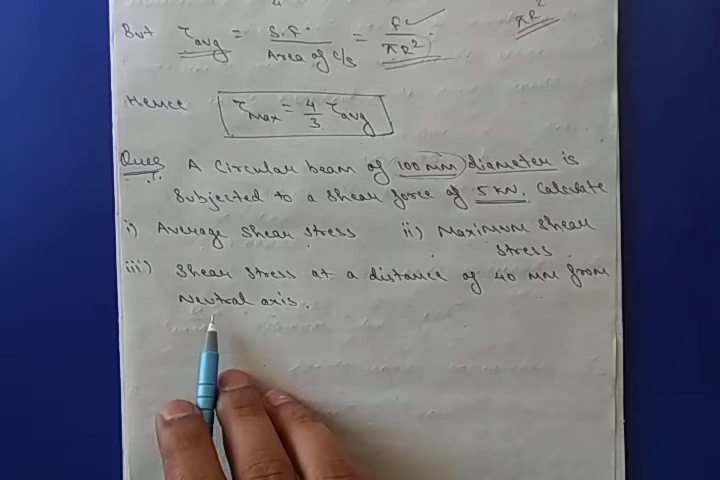 πR²
But τavg = S.F. / Area of c/s = F / πR²
Hence τmax = 4/3 τavg
Ques A Circular beam of 100 mm diameter is
Subjected to a shear force of 5 KN. Calculate
i) Average shear stress ii) Maximum shear
stress
iii) Shear stress at a distance of 40 mm from
Neutral axis.